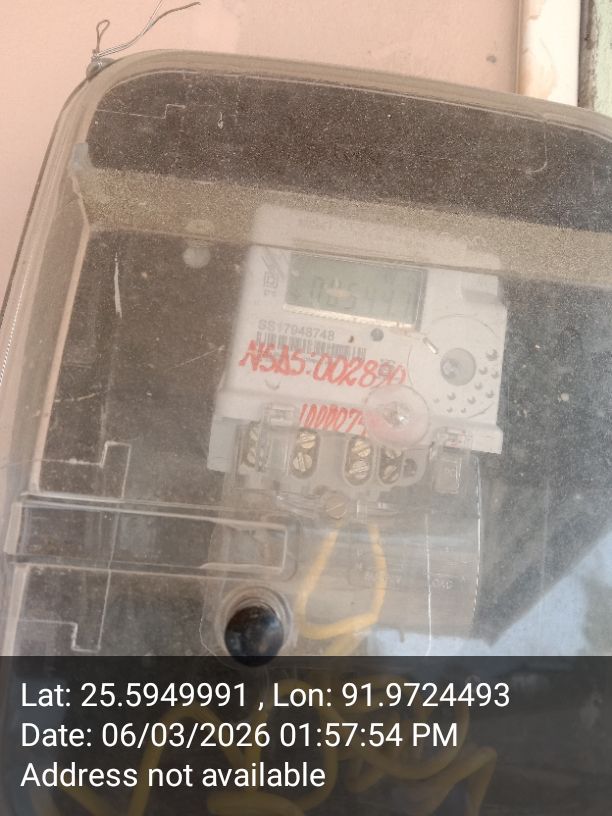 SS17948748
NSAS:002890
Lat: 25.5949991 , Lon: 91.9724493
Date: 06/03/2026 01:57:54 PM
Address not available